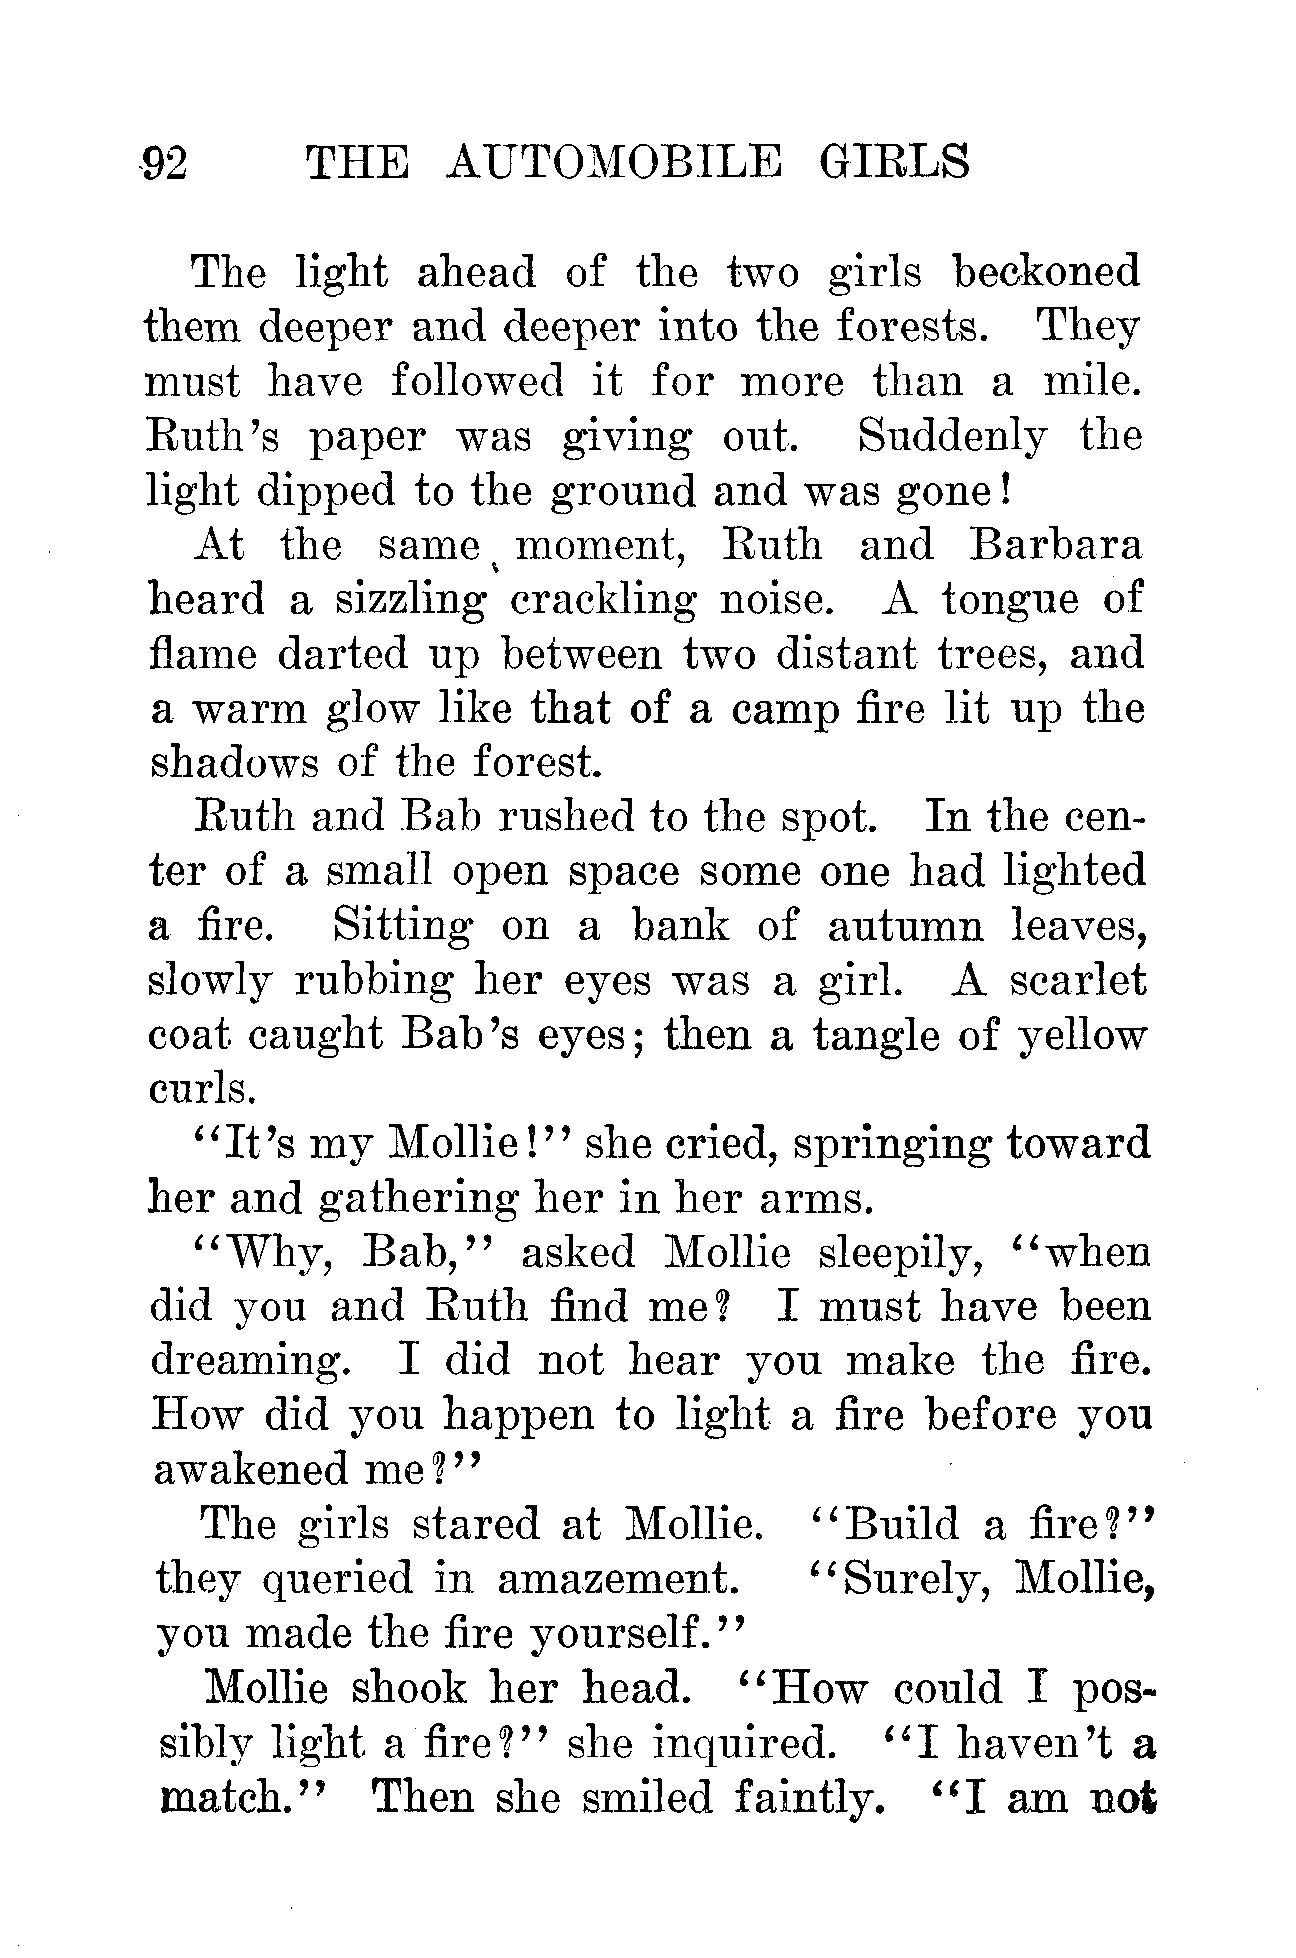 92 THE AUTOMOBILE GIRLS
The light ahead of the two girls beckoned
them deeper and deeper into the forests. They
must have followed it for more than a mile.
Ruth's paper was giving out. Suddenly the
light dipped to the ground and was gone!
At the same moment, Ruth and Barbara
heard a sizzling crackling noise. A tongue of
flame darted up between two distant trees, and
a warm glow like that of a camp fire lit up the
shadows of the forest.
Ruth and Bab rushed to the spot. In the cen-
ter of a small open space some one had lighted
a fire. Sitting on a bank of autumn leaves,
slowly rubbing her eyes was a girl. A scarlet
coat caught Bab's eyes; then a tangle of yellow
curls.
"It's my Mollie!" she cried, springing toward
her and gathering her in her arms.
"Why, Bab," asked Mollie sleepily, "when
did you and Ruth find me? I must have been
dreaming. I did not hear you make the fire.
How did you happen to light a fire before you
awakened me?"
The girls stared at Mollie. "Build a fire?"
they queried in amazement. "Surely, Mollie,
you made the fire yourself."
Mollie shook her head. "How could I pos-
sibly light a fire?" she inquired. "I haven't a
match." Then she smiled faintly. "I am not